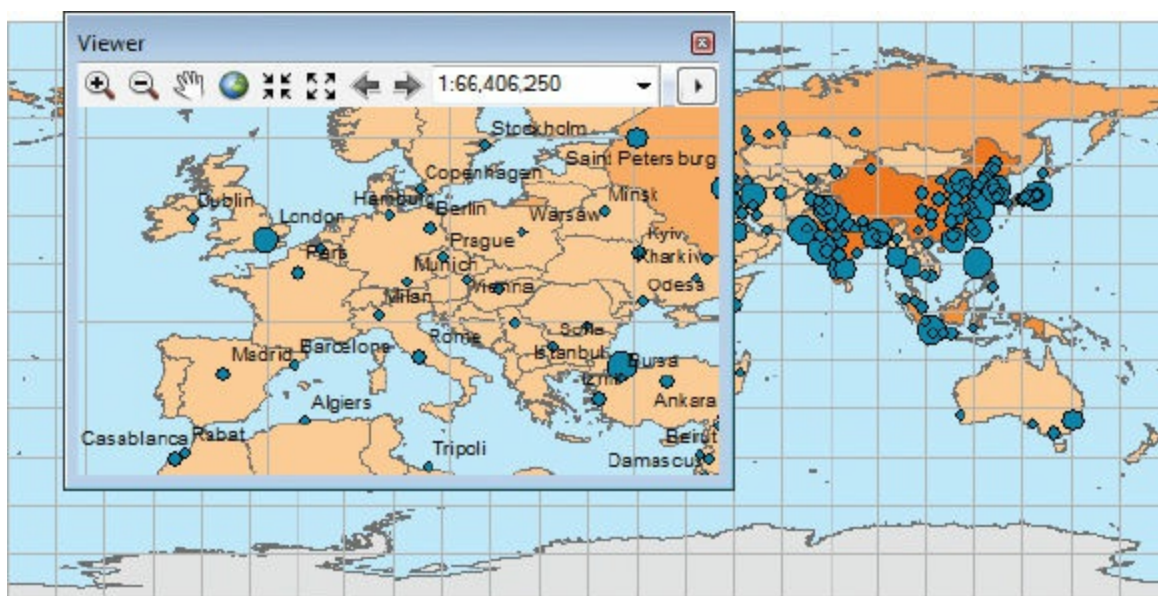 Viewer
1:66,406,250
Stockholm
Saint Petersburg
Copenhagen
Dublin
Hamburg
Minsk
London
Berlin
Warsaw
Paris
Prague
Kyiv
Munich
Kharkiv
Milan
Vienna
Odesa
Madrid
Barcelona
Rome
Sofia
Istanbul
Bursa
Izmir
Algiers
Ankara
Casablanca
Rabat
Tripoli
Beirut
Damascus